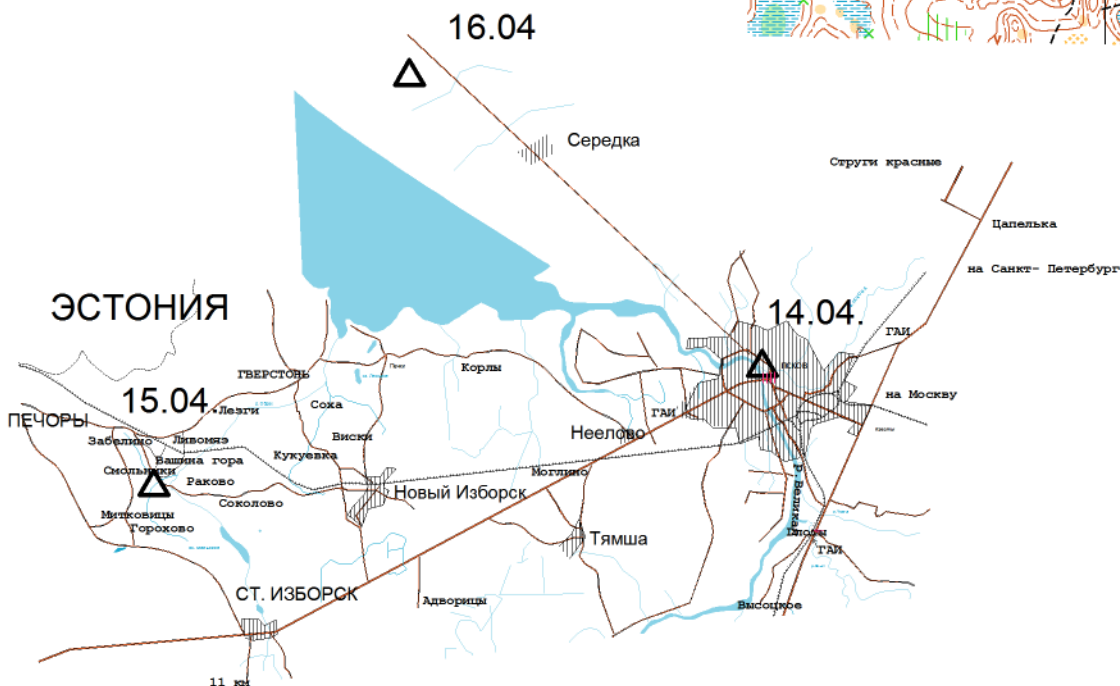 16.04
Середка
Струги красные
Цапелька
на Санкт- Петербург
ЭСТОНИЯ
14.04.
ГАИ
ПСКОВ
Корлы
ГВЕРСТОНЬ
на Москву
15.04.
Лезги
Соха
ГАИ
ПЕЧОРЫ
Неелово
Забелино
Ливомяэ
Виски
Кукуевка
Вашина гора
Смольники
Моглино
Раково
Новый Изборск
р. Великая
Соколово
Митковицы
Горохово
Тямша
ГАИ
СТ. ИЗБОРСК
Адворицы
Высоцкое
11 км